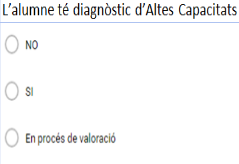 L'alumne té diagnòstic d'Altes Capacitats
NO
SI
En procés de valoració